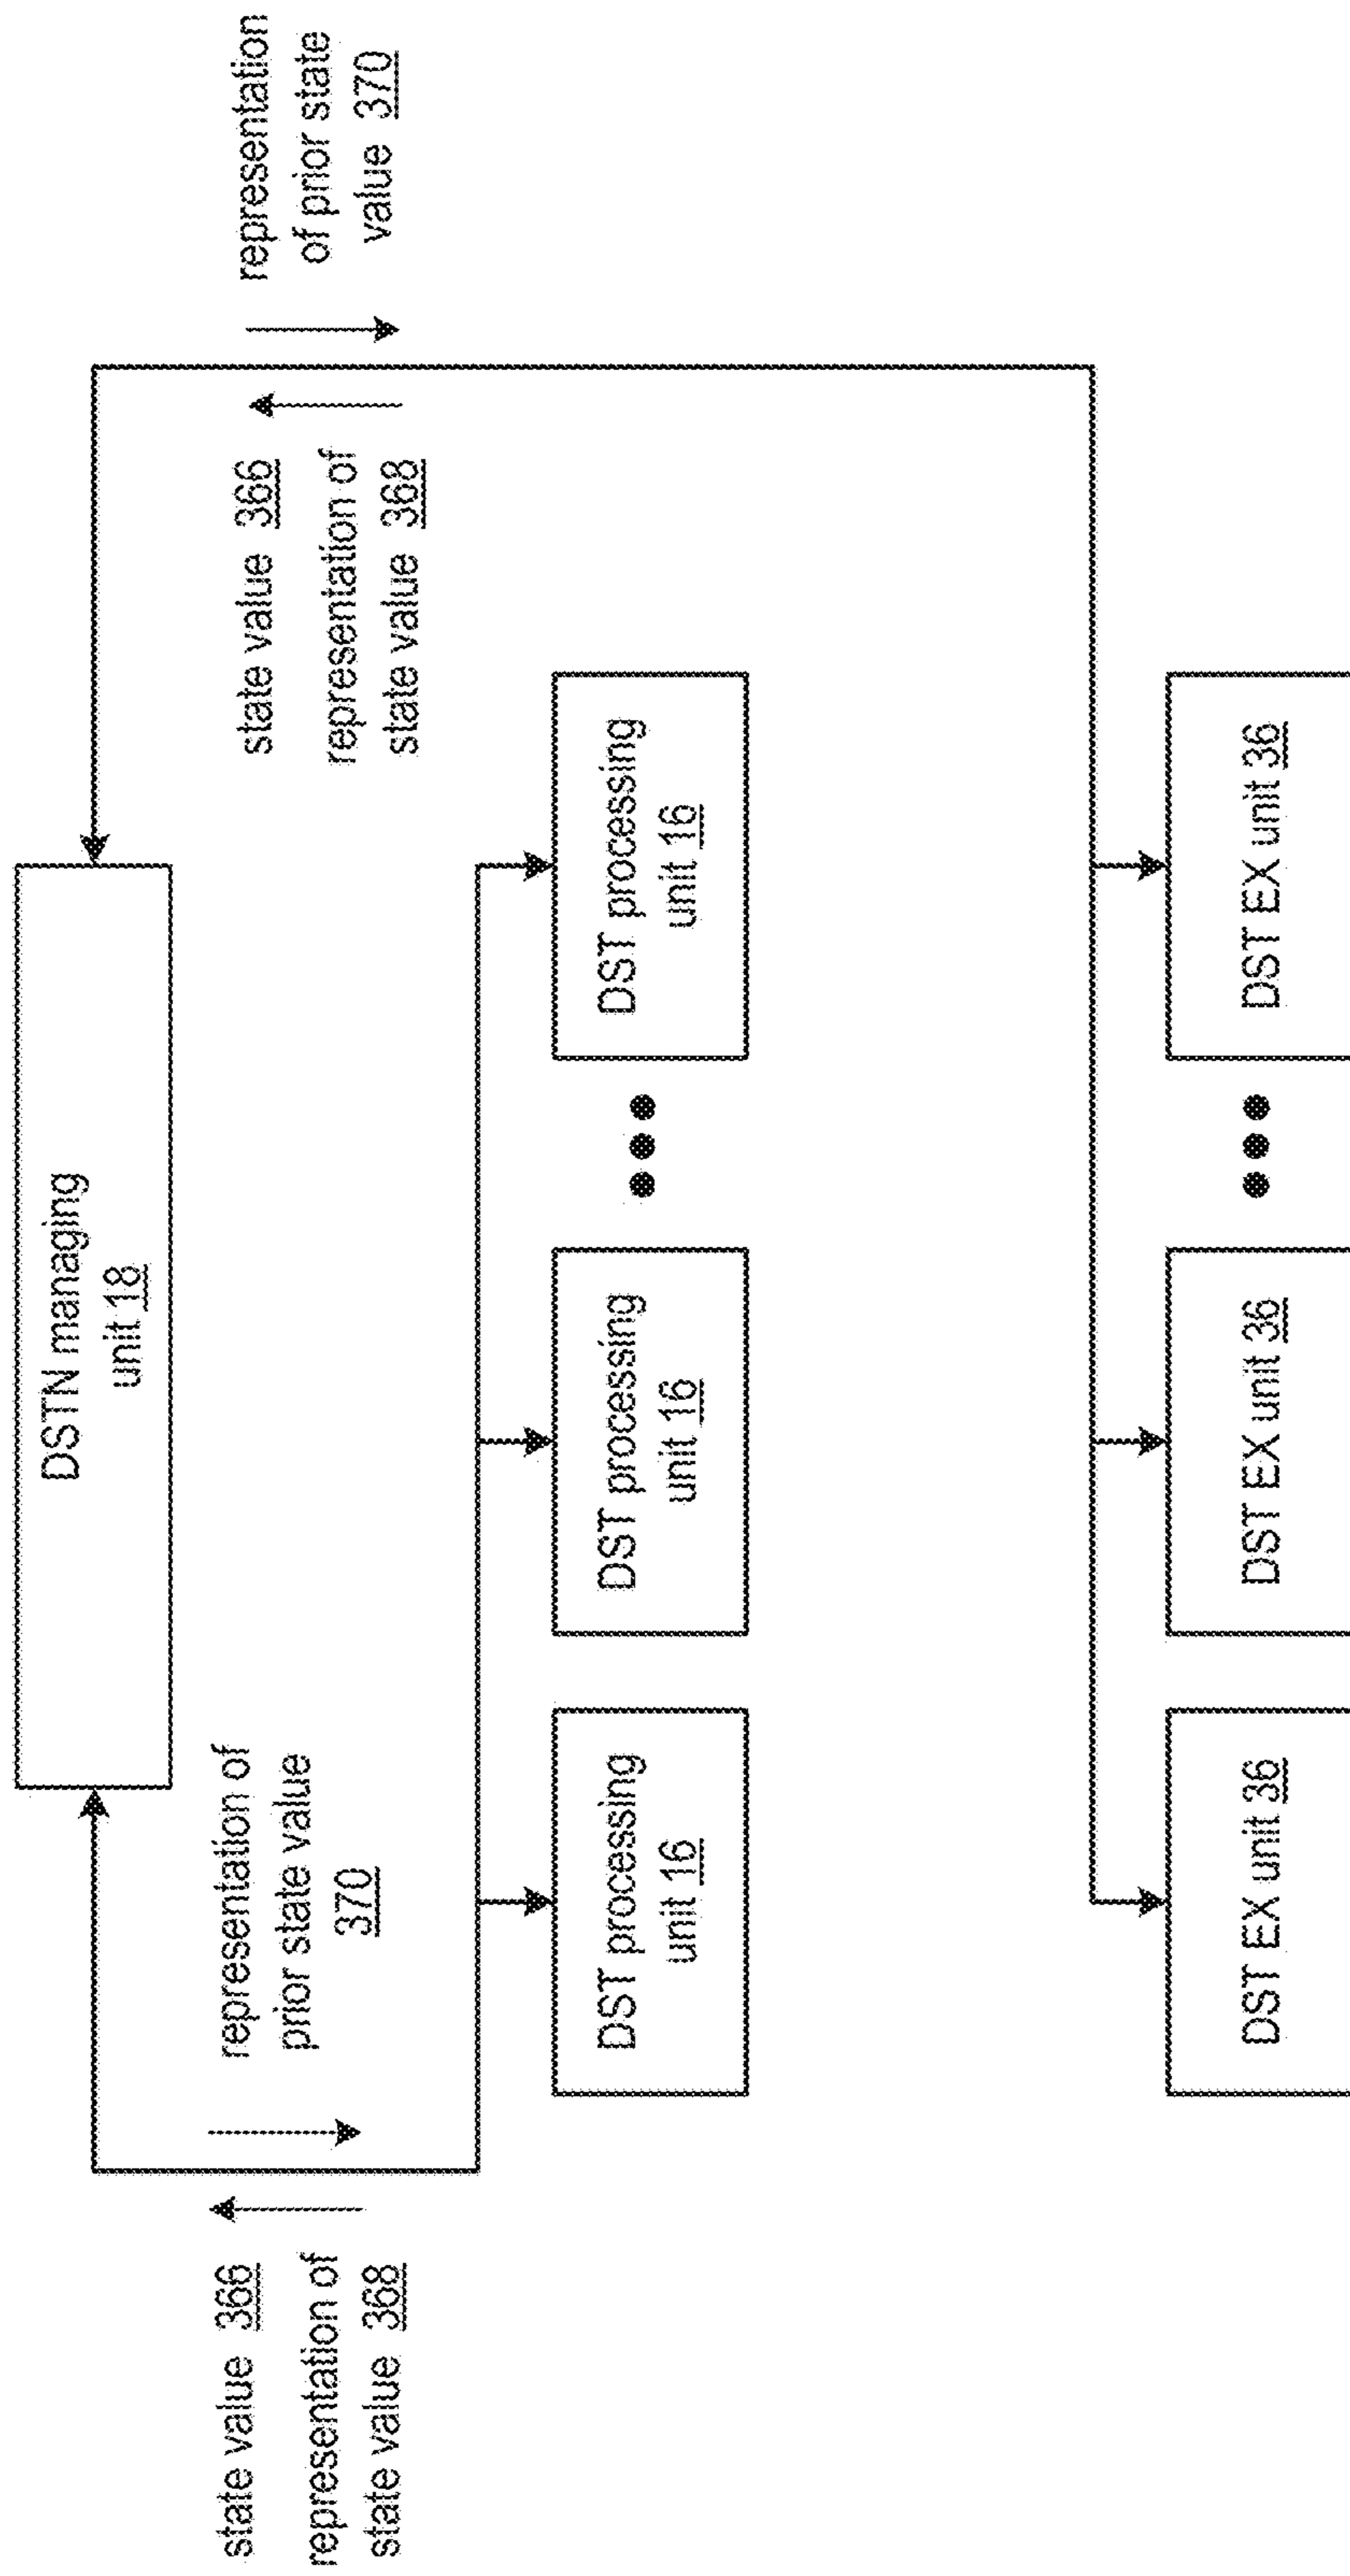 DSTN managing
unit 18
state value 366
representation of
state value 368
representation of
prior state value
370
state value 366
representation of
state value 368
representation
of prior state
value 370
DST processing
unit 16
DST processing
unit 16
DST processing
unit 16
DST EX unit 36
DST EX unit 36
DST EX unit 36